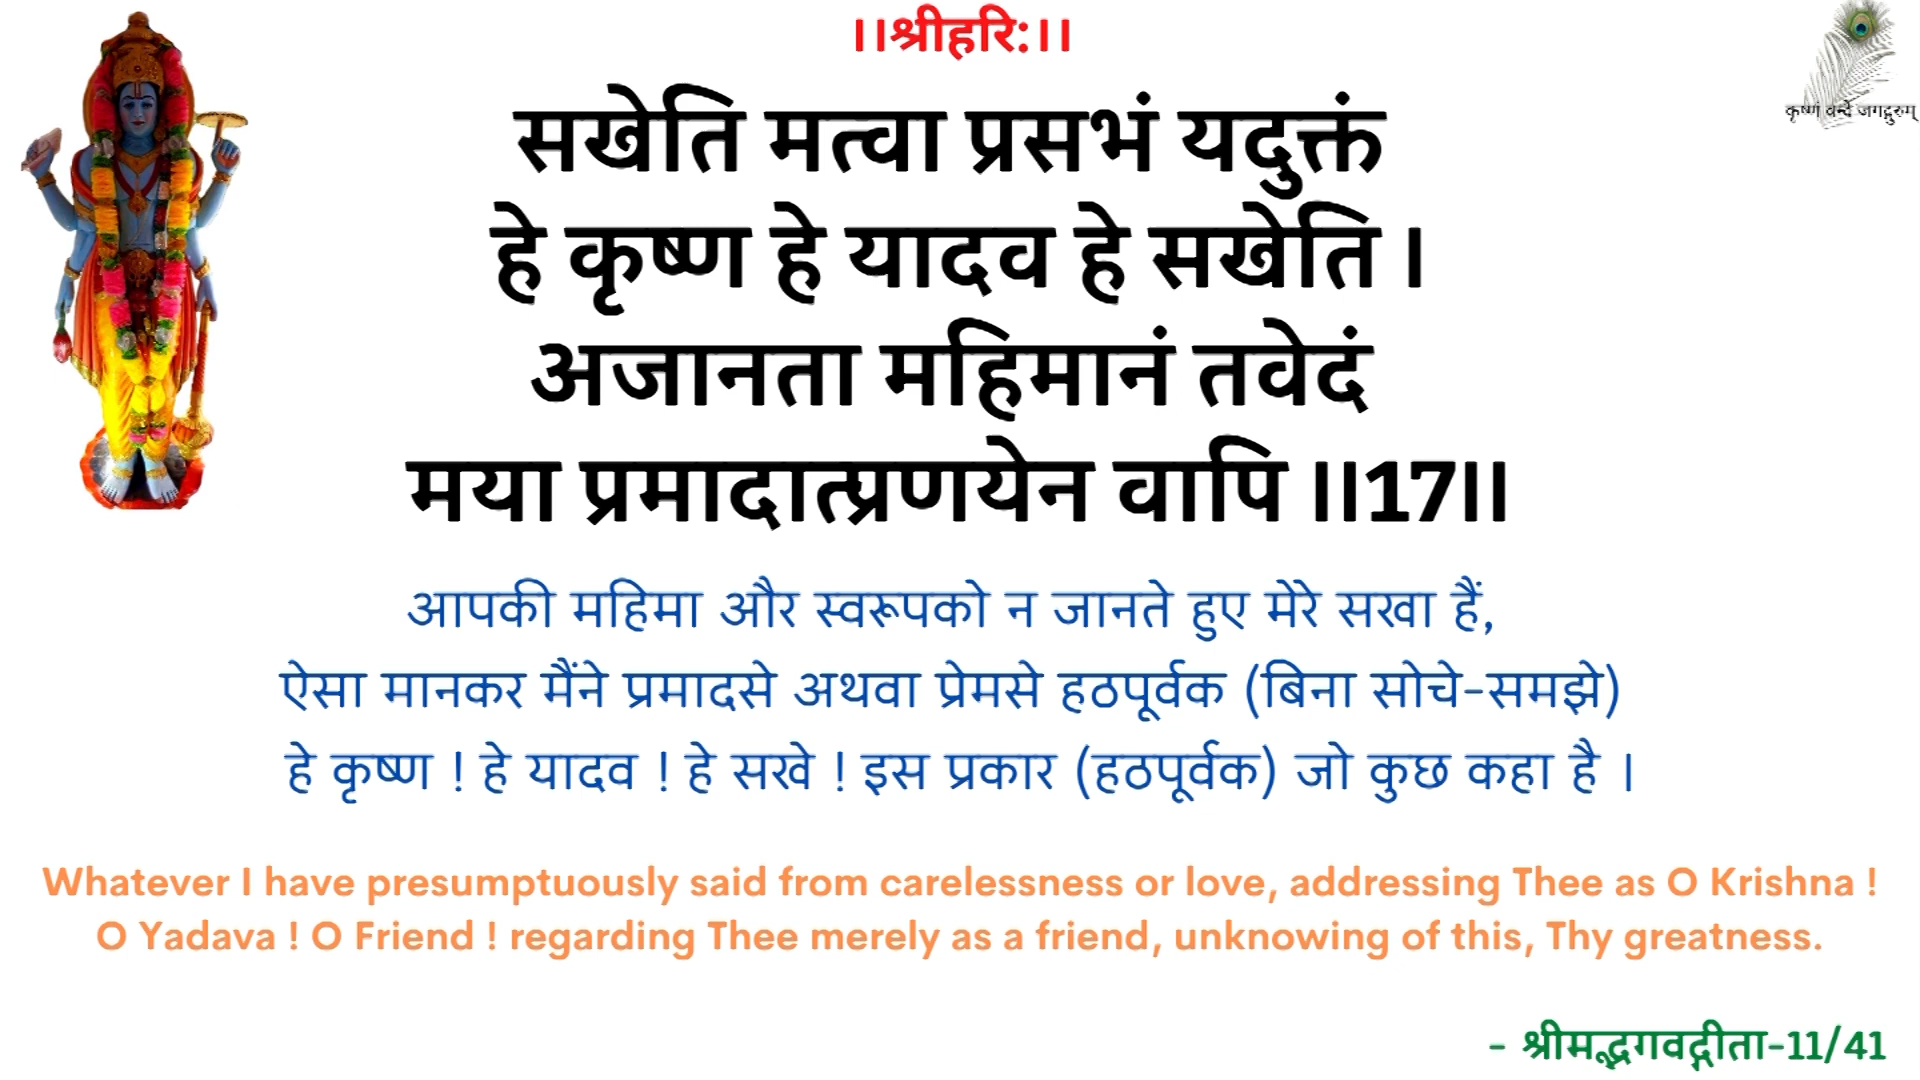 ।।श्रीहरि:।।
कृष्णं वन्दे जगद्गुरुम्
सखेति मत्वा प्रसभं यदुक्तं
हे कृष्ण हे यादव हे सखेति ।
अजानता महिमानं तवेदं
मया प्रमादात्प्रणयेन वापि ।।17।।
आपकी महिमा और स्वरूपको न जानते हुए मेरे सखा हैं,
ऐसा मानकर मैंने प्रमादसे अथवा प्रेमसे हठपूर्वक (बिना सोचे-समझे)
हे कृष्ण ! हे यादव ! हे सखे ! इस प्रकार (हठपूर्वक) जो कुछ कहा है ।
Whatever I have presumptuously said from carelessness or love, addressing Thee as O Krishna !
O Yadava ! O Friend ! regarding Thee merely as a friend, unknowing of this, Thy greatness.
- श्रीमद्भगवद्गीता-11/41